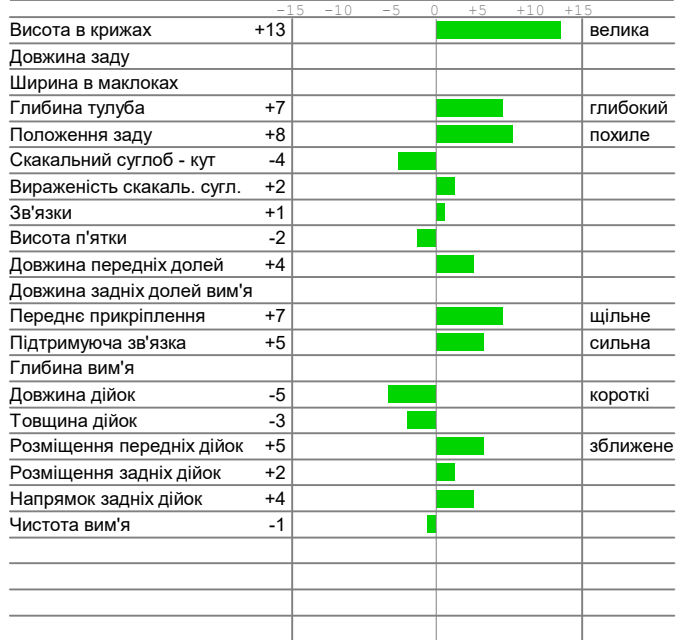 -15 -10 -5 0 +5 +10 +15
Висота в крижах +13 велика
Довжина заду
Ширина в маклоках
Глибина тулуба +7 глибокий
Положення заду +8 похиле
Скакальний суглоб - кут -4
Вираженість скакаль. сугл. +2
Зв'язки +1
Висота п'ятки -2
Довжина передніх долей +4
Довжина задніх долей вим'я
Переднє прикріплення +7 щільне
Підтримуюча зв'язка +5 сильна
Глибина вим'я
Довжина дійок -5 короткі
Товщина дійок -3
Розміщення передніх дійок +5 зближене
Розміщення задніх дійок +2
Напрямок задніх дійок +4
Чистота вим'я -1